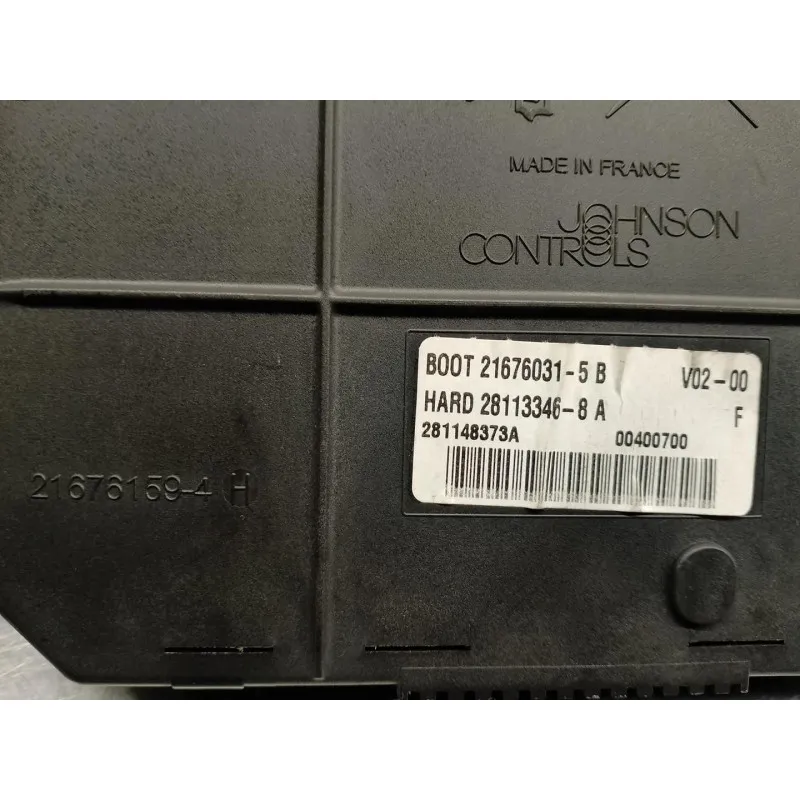 MADE IN FRANCE
JOHNSON
CONTROLS
BOOT 21676031-5 B V02-00
HARD 28113346-8 A F
281148373A 00400700
21676159-4 H